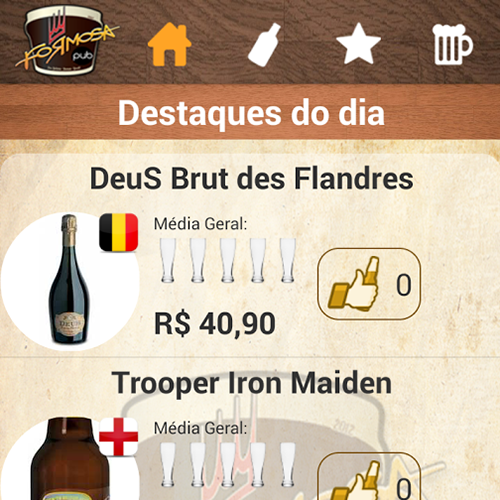 FORMOSA
pub
Destaques do dia
DeuS Brut des Flandres
Média Geral:
0
DEUS
R$ 40,90
Trooper Iron Maiden
Média Geral:
0